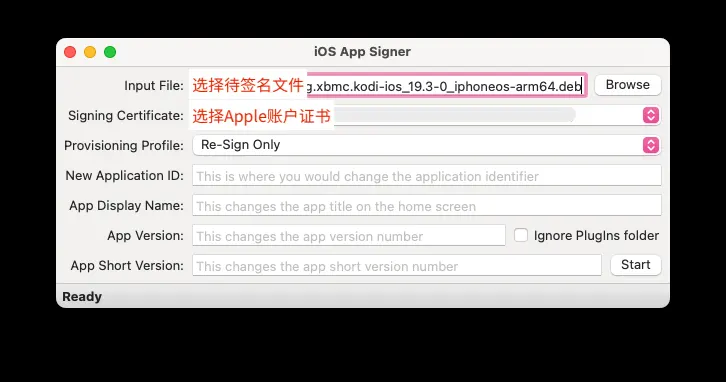 iOS App Signer
Input File: 选择待签名文件 g.xbmc.kodi-ios_19.3-0_iphoneos-arm64.deb Browse
Signing Certificate: 选择Apple账户证书
Provisioning Profile: Re-Sign Only
New Application ID: This is where you would change the application identifier
App Display Name: This changes the app title on the home screen
App Version: This changes the app version number Ignore PlugIns folder
App Short Version: This changes the app short version number Start
Ready